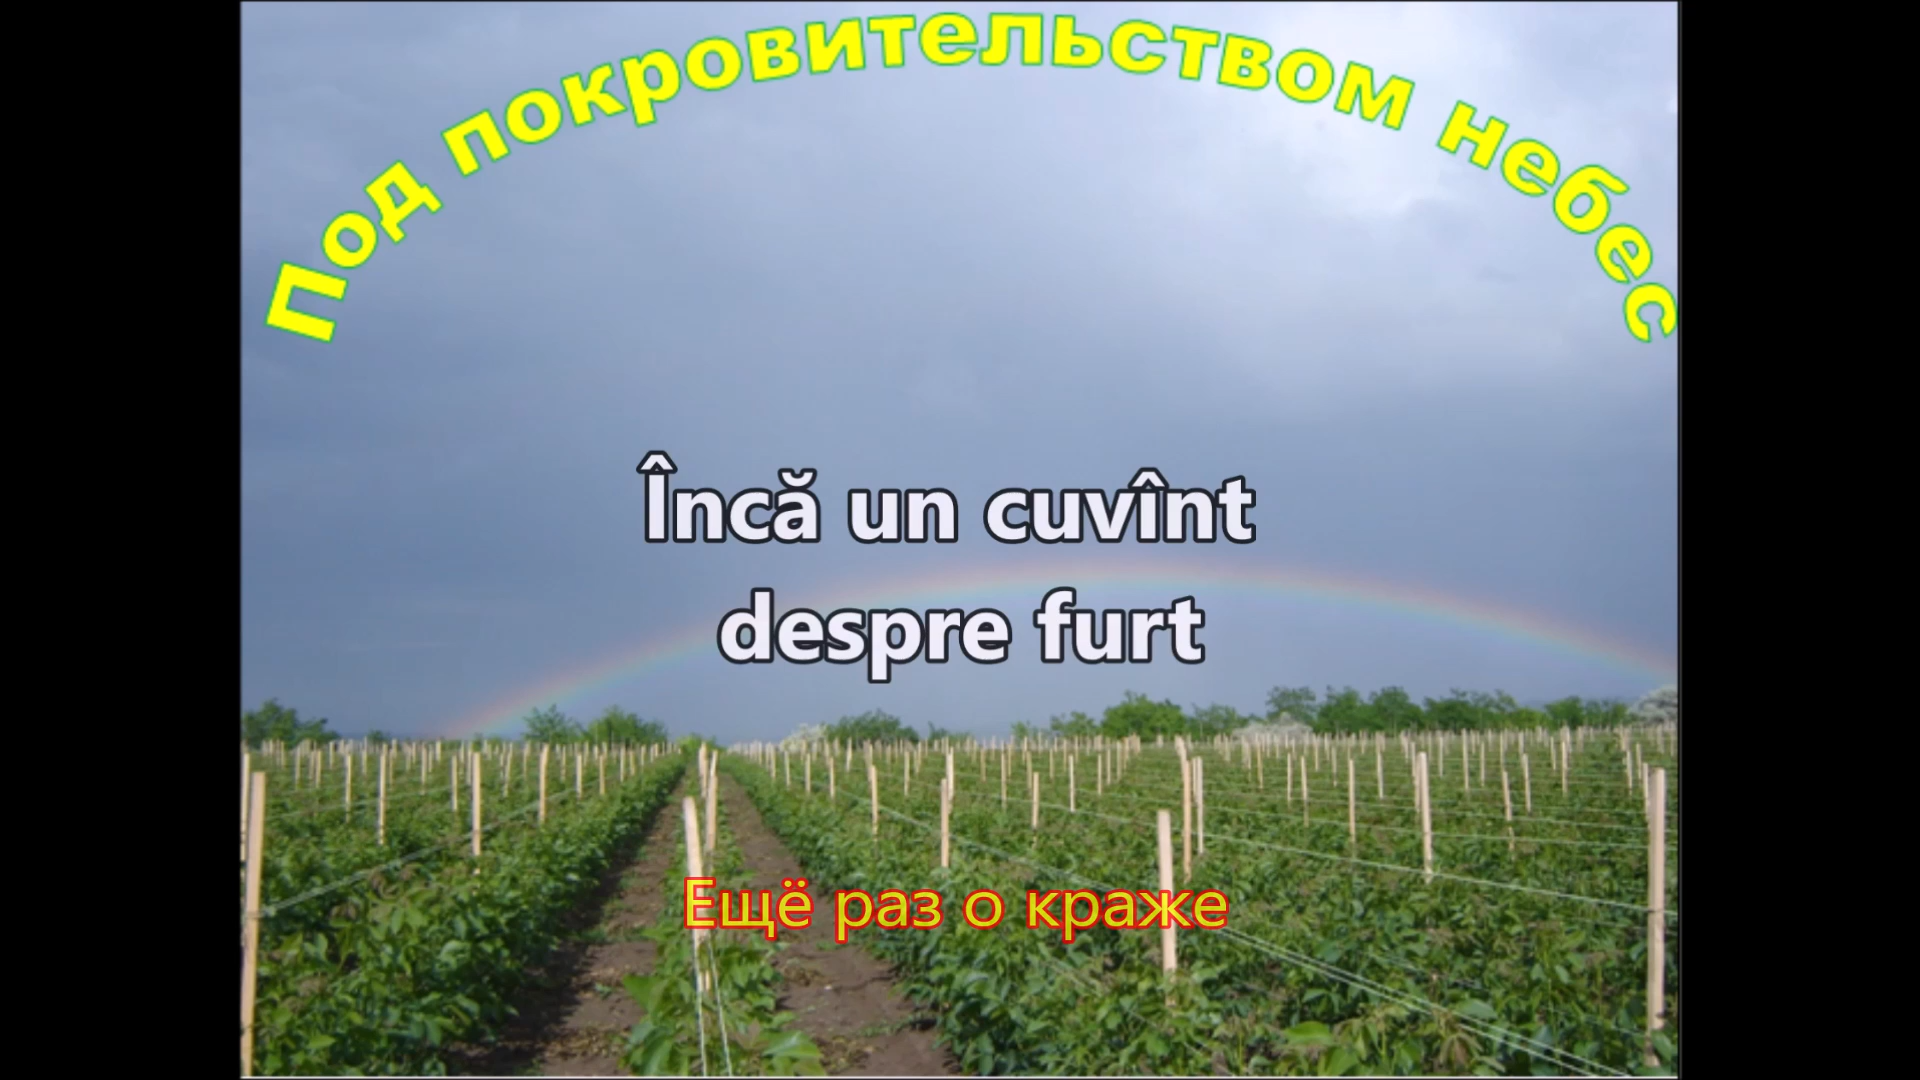 Под покровительством небес
Încă un cuvînt
despre furt
Ещё раз о краже